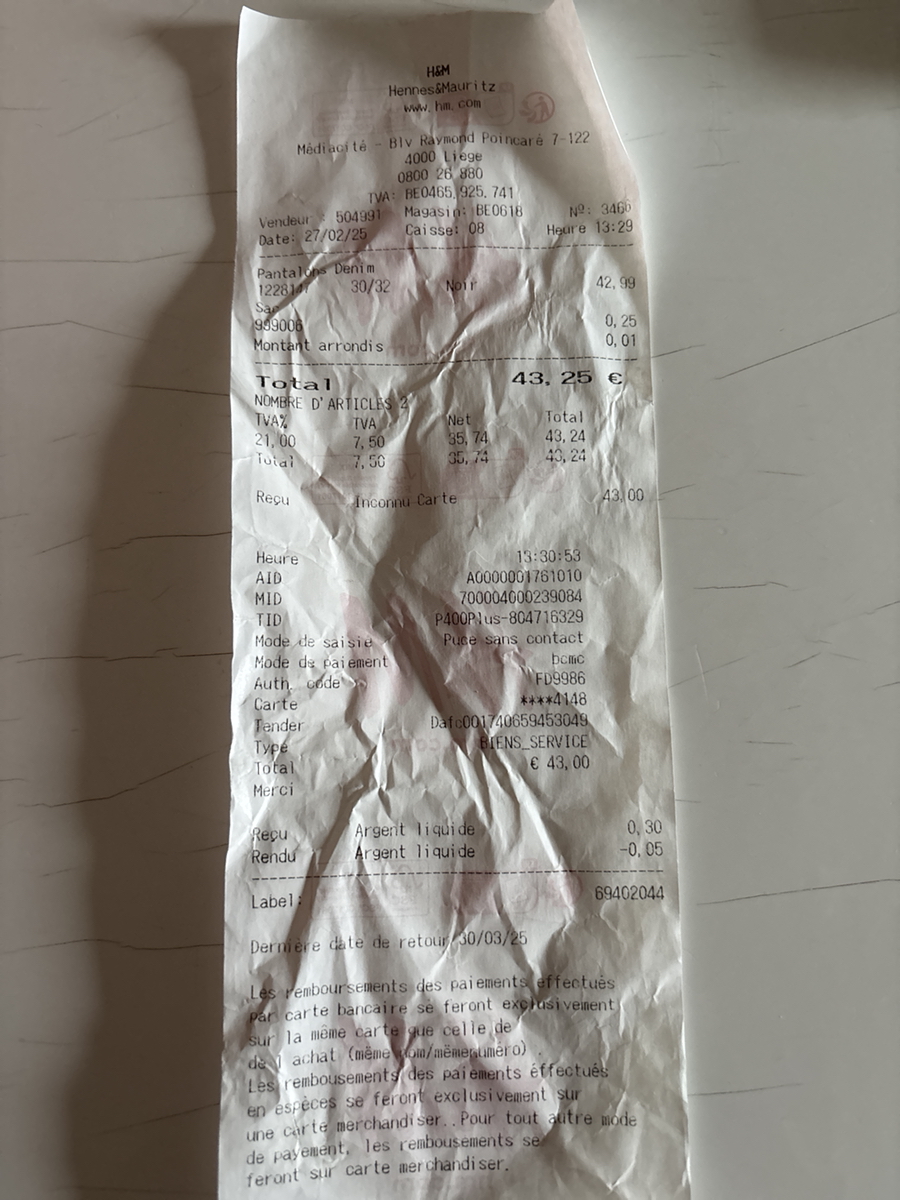 H&M
Hennes&Mauritz
www.hm.com
Médiacité - Blv Raymond Poincaré 7-122
4000 Liège
0800 26 880
TVA: BE0465.925.741
Vendeur : 504991 Magasin: BE0618 Nº: 3466
Date: 27/02/25 Caisse: 08 Heure 13:29
Pantalons Denim
1228147 30/32 Noir 42,99
Sac
999006 0,25
Montant arrondis 0,01
Total 43,25 €
NOMBRE D'ARTICLES 2
TVA% TVA Net Total
21,00 7,50 35,74 43,24
Total 7,50 35,74 43,24
Reçu Inconnu Carte 43,00
Heure 13:30:53
AID A0000001761010
MID 700004000239084
TID P400Plus-804716329
Mode de saisie Puce sans contact
Mode de paiement bcmc
Auth. code FD9986
Carte ****4148
Tender Dafc001740659453049
Type BIENS_SERVICE
Total € 43,00
Merci
Reçu Argent liquide 0,30
Rendu Argent liquide -0,05
Label: 69402044
Dernière date de retour 30/03/25
Les remboursements des paiements effectués
par carte bancaire se feront exclusivement
sur la même carte que celle de
de l achat (même nom/mêmenuméro) .
Les rembousements des paiements éffectués
en espèces se feront exclusivement sur
une carte merchandiser..Pour tout autre mode
de payement, les rembousements se
feront sur carte merchandiser.